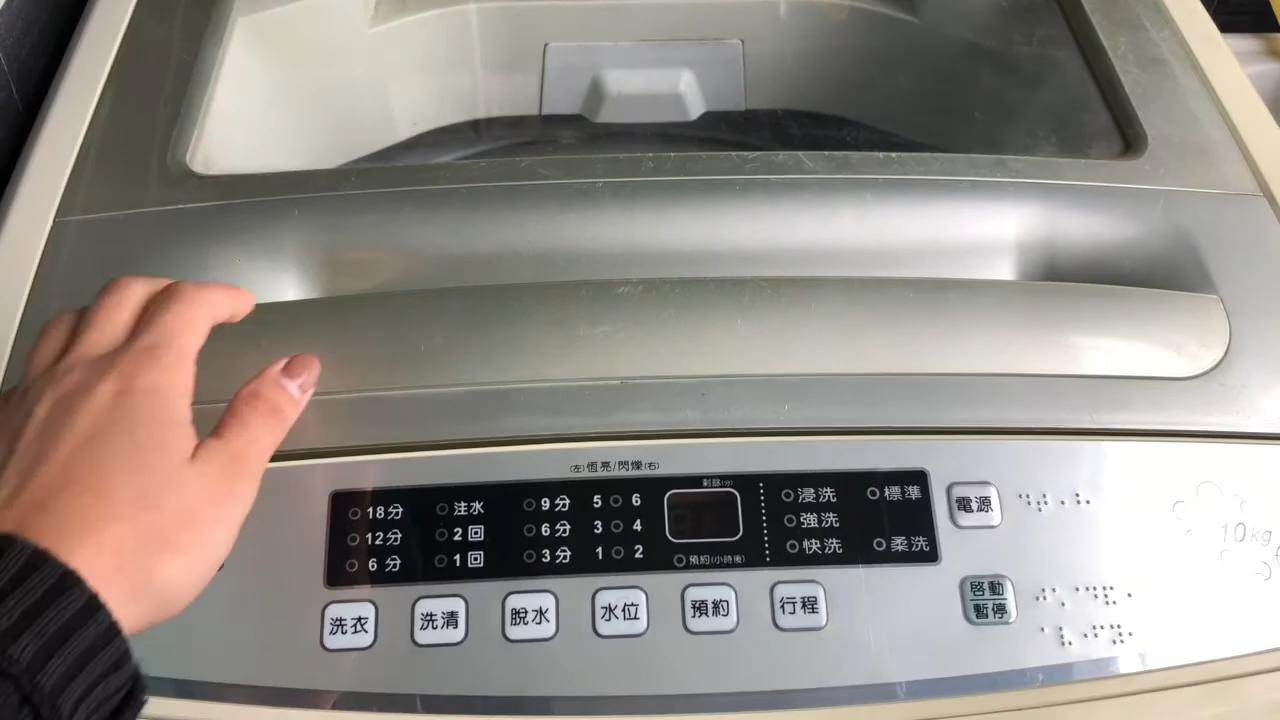 (左)恆亮/閃爍(右)
18分 注水 9分 5 6 剩餘(分) 浸洗 標準
12分 2回 6分 3 4 強洗
6分 1回 3分 1 2 預約(小時後) 快洗 柔洗
洗衣 洗清 脫水 水位 預約 行程
電源
啓動
暫停
10kg